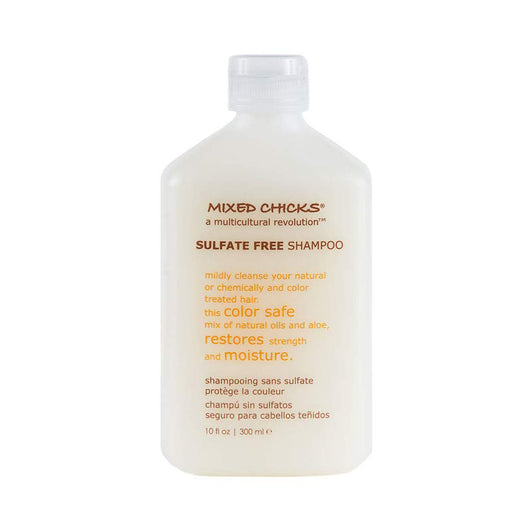 MIXED CHICKS®
a multicultural revolution™
SULFATE FREE SHAMPOO
mildly cleanse your natural
or chemically and color
treated hair.
this color safe
mix of natural oils and aloe,
restores strength
and moisture.
shampooing sans sulfate
protège la couleur
champú sin sulfatos
seguro para cabellos teñidos
10 fl oz | 300 ml ℮